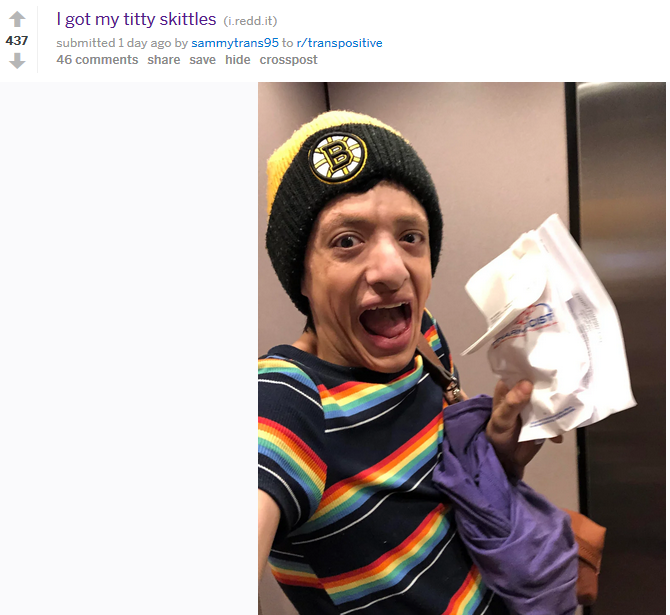 I got my titty skittles (i.redd.it)
437
submitted 1 day ago by sammytrans95 to r/transpositive
46 comments share save hide crosspost
B